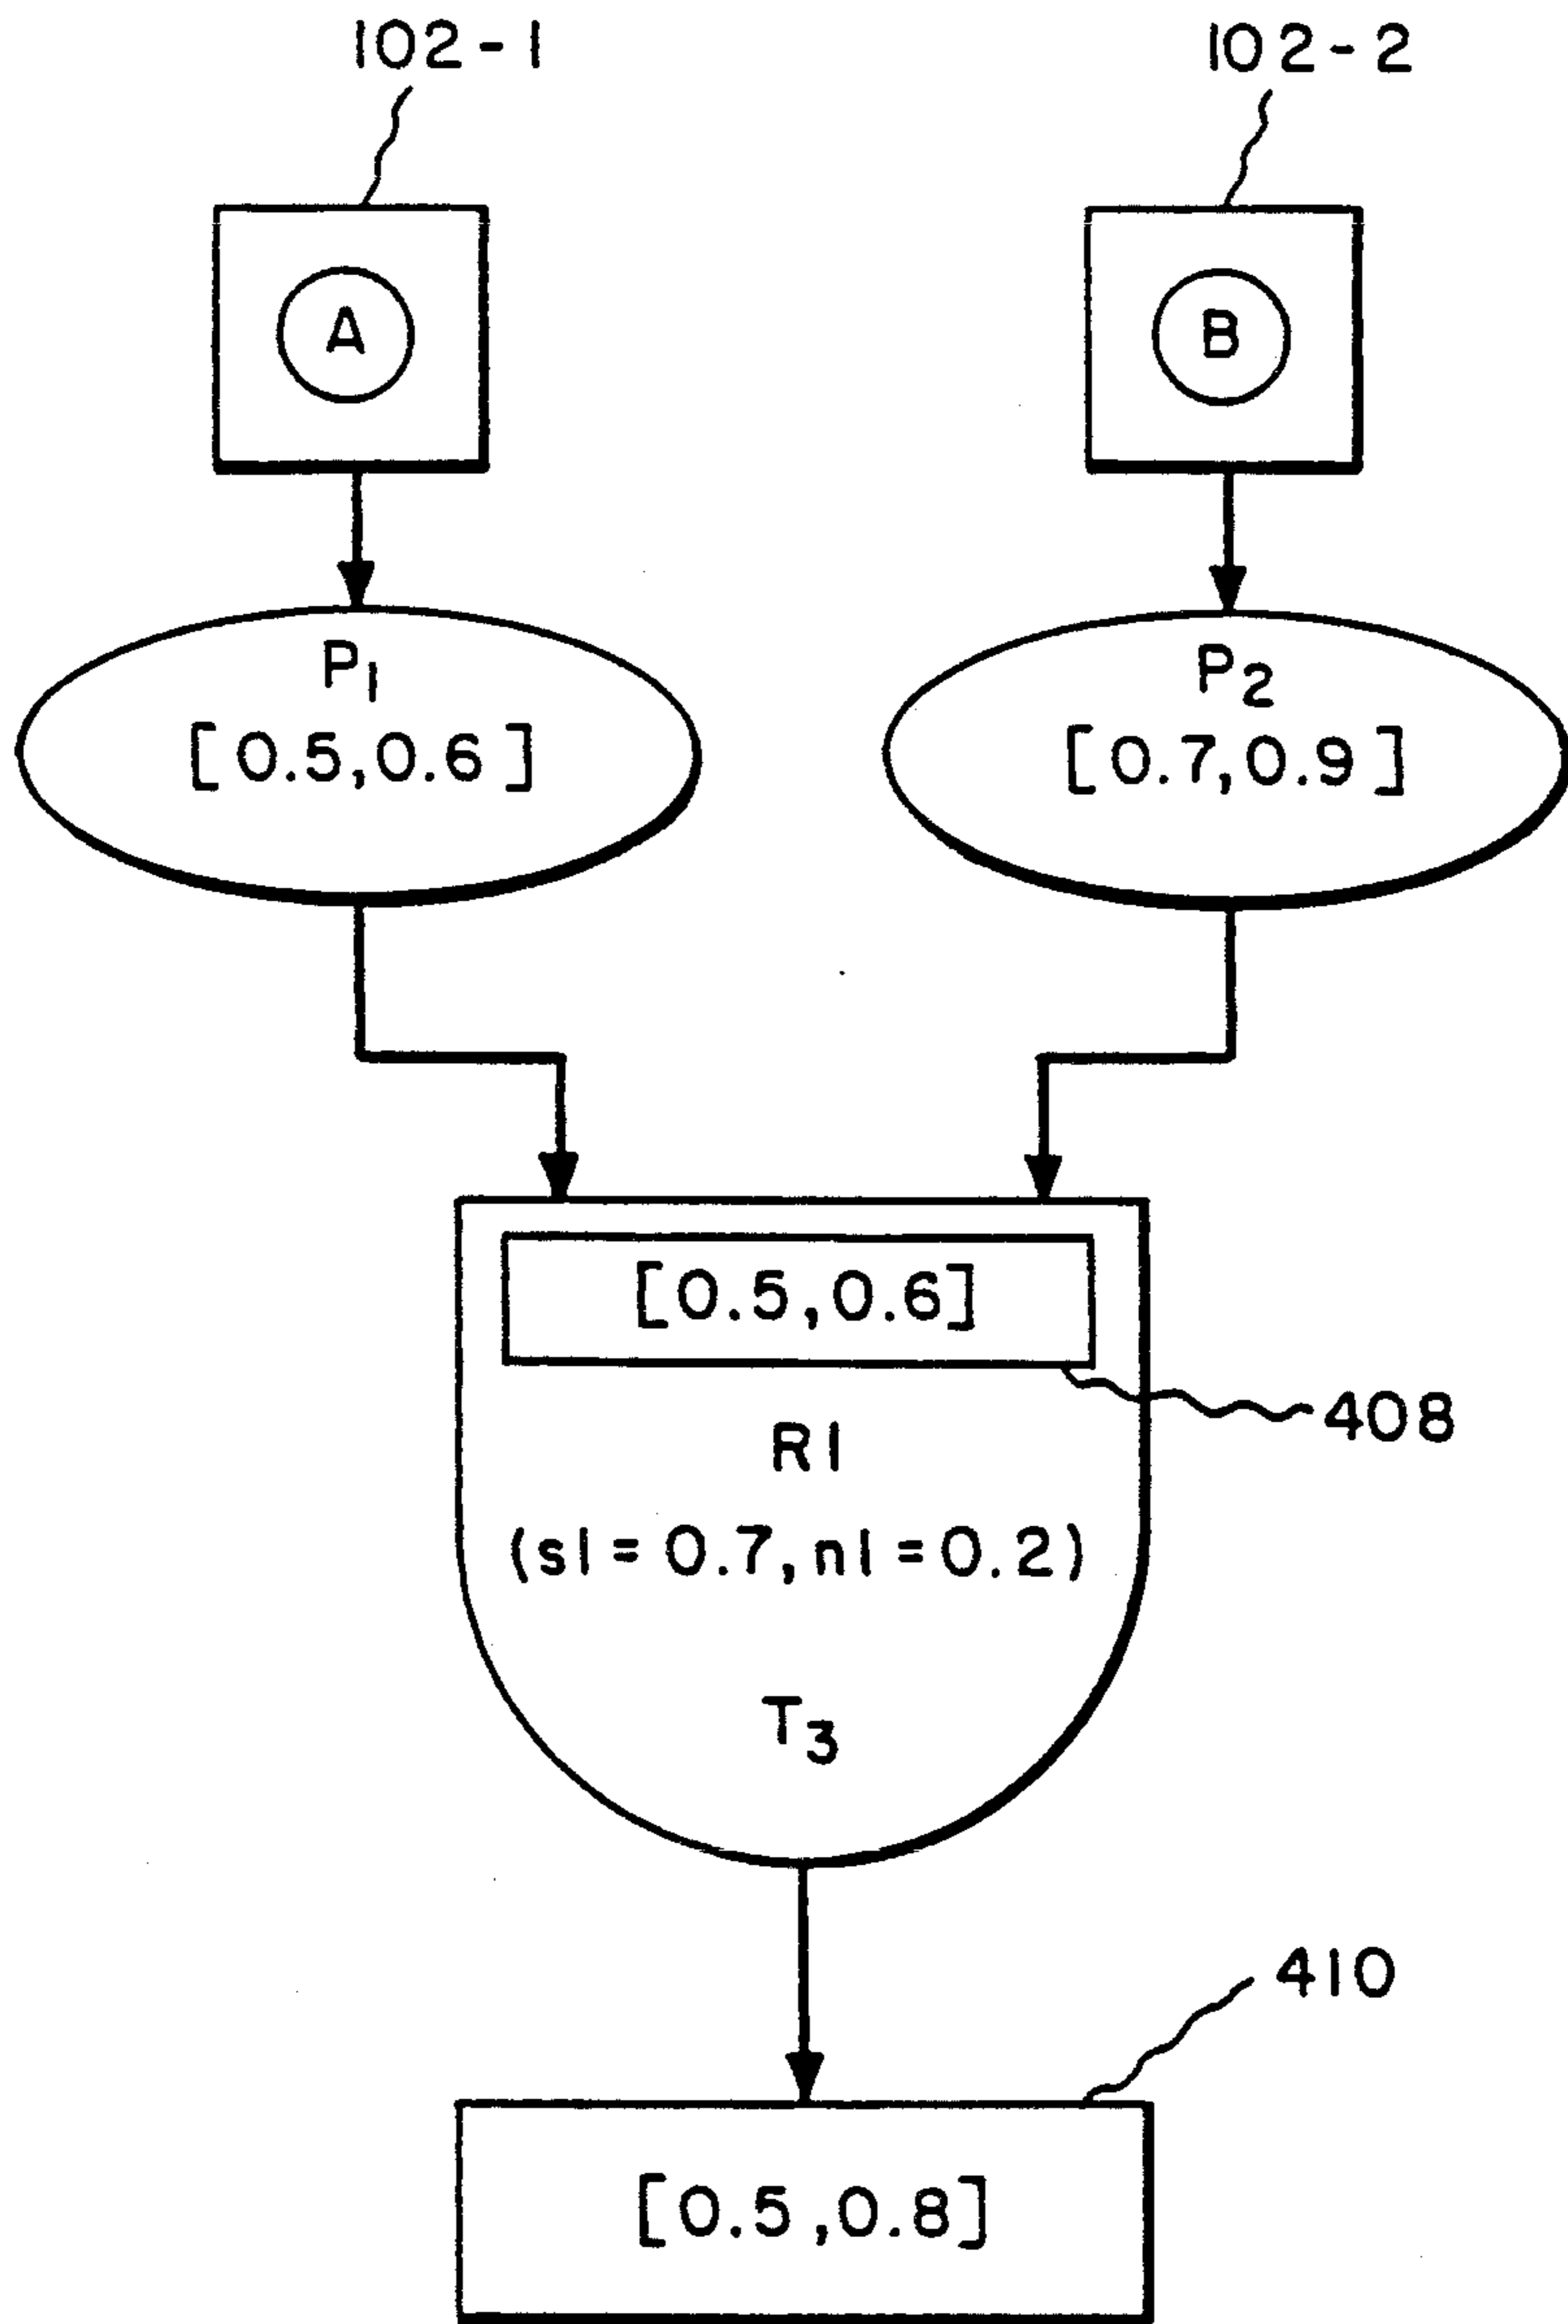 102-1
102-2
A
B
P1
[0.5,0.6]
P2
[0.7,0.9]
[0.5,0.6]
408
R1
(s1=0.7,n1=0.2)
T3
410
[0.5,0.8]